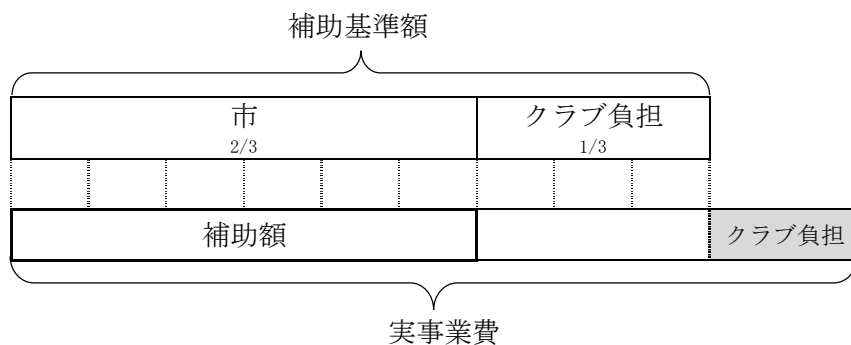 補助基準額
市
2/3
クラブ負担
1/3
補助額
クラブ負担
実事業費